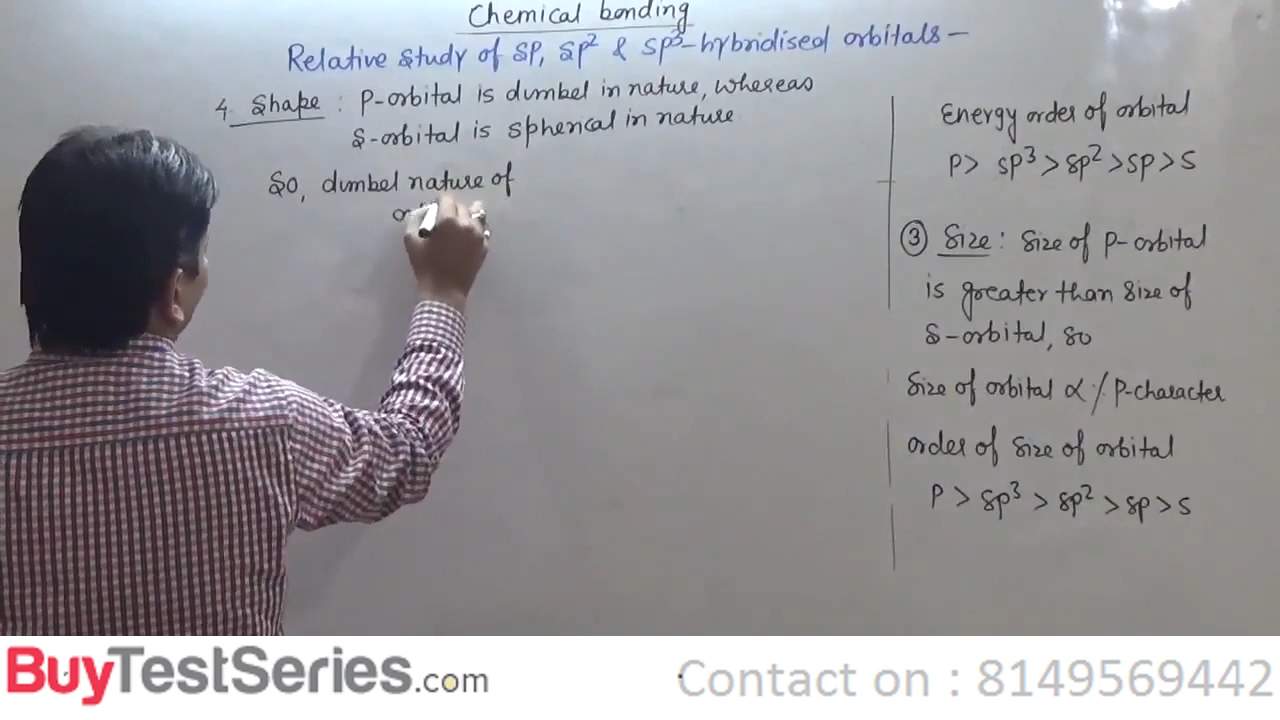 Chemical bonding
Relative Study of SP, SP² & SP³-hybridised orbitals -
4. Shape : P-orbital is dumbel in nature, whereas
S-orbital is spherical in nature
So, dumbel nature of
Energy order of orbital
P > SP³ > SP² > SP > S
③ Size : Size of P-orbital
is greater than Size of
S-orbital, so
Size of orbital α % P-character
order of Size of orbital
P > SP³ > SP² > SP > S
BuyTestSeries.com
Contact on : 8149569442